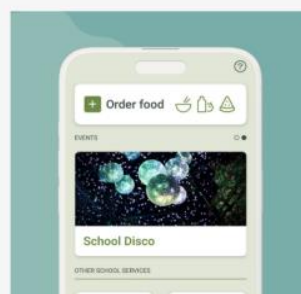 ?
+ Order food
EVENTS
School Disco
OTHER SCHOOL SERVICES